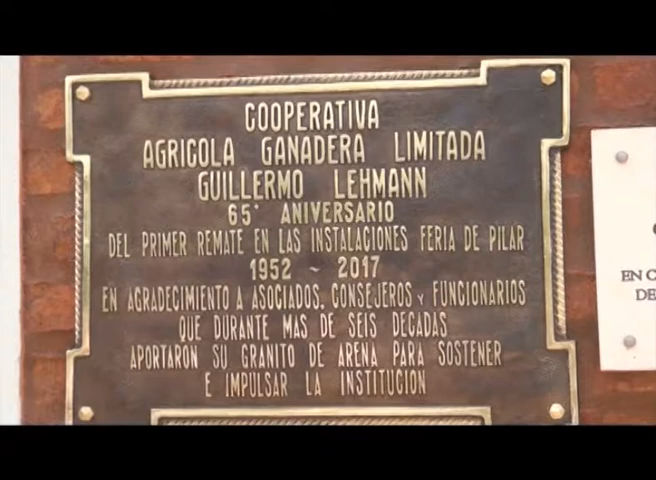 COOPERATIVA
AGRICOLA GANADERA LIMITADA
GUILLERMO LEHMANN
65° ANIVERSARIO
DEL PRIMER REMATE EN LAS INSTALACIONES FERIA DE PILAR
1952 ~ 2017
EN AGRADECIMIENTO A ASOCIADOS, CONSEJEROS Y FUNCIONARIOS
QUE DURANTE MAS DE SEIS DECADAS
APORTARON SU GRANITO DE ARENA PARA SOSTENER
E IMPULSAR LA INSTITUCION